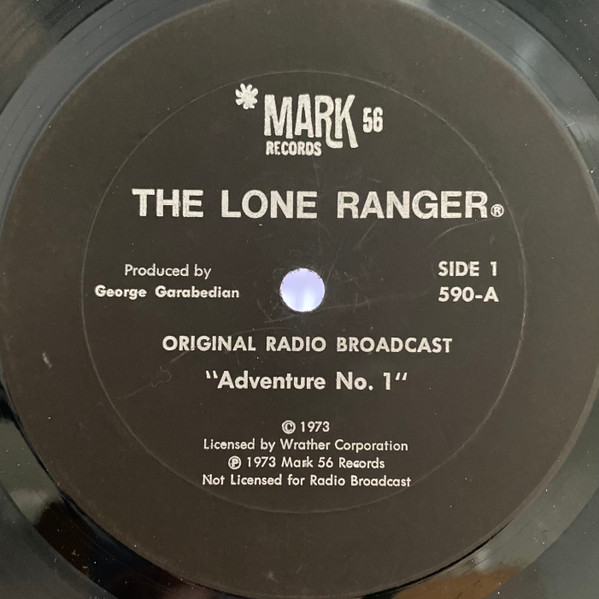 *MARK 56
RECORDS
THE LONE RANGER®
Produced by
George Garabedian
SIDE 1
590-A
ORIGINAL RADIO BROADCAST
"Adventure No. 1"
© 1973
Licensed by Wrather Corporation
℗ 1973 Mark 56 Records
Not Licensed for Radio Broadcast